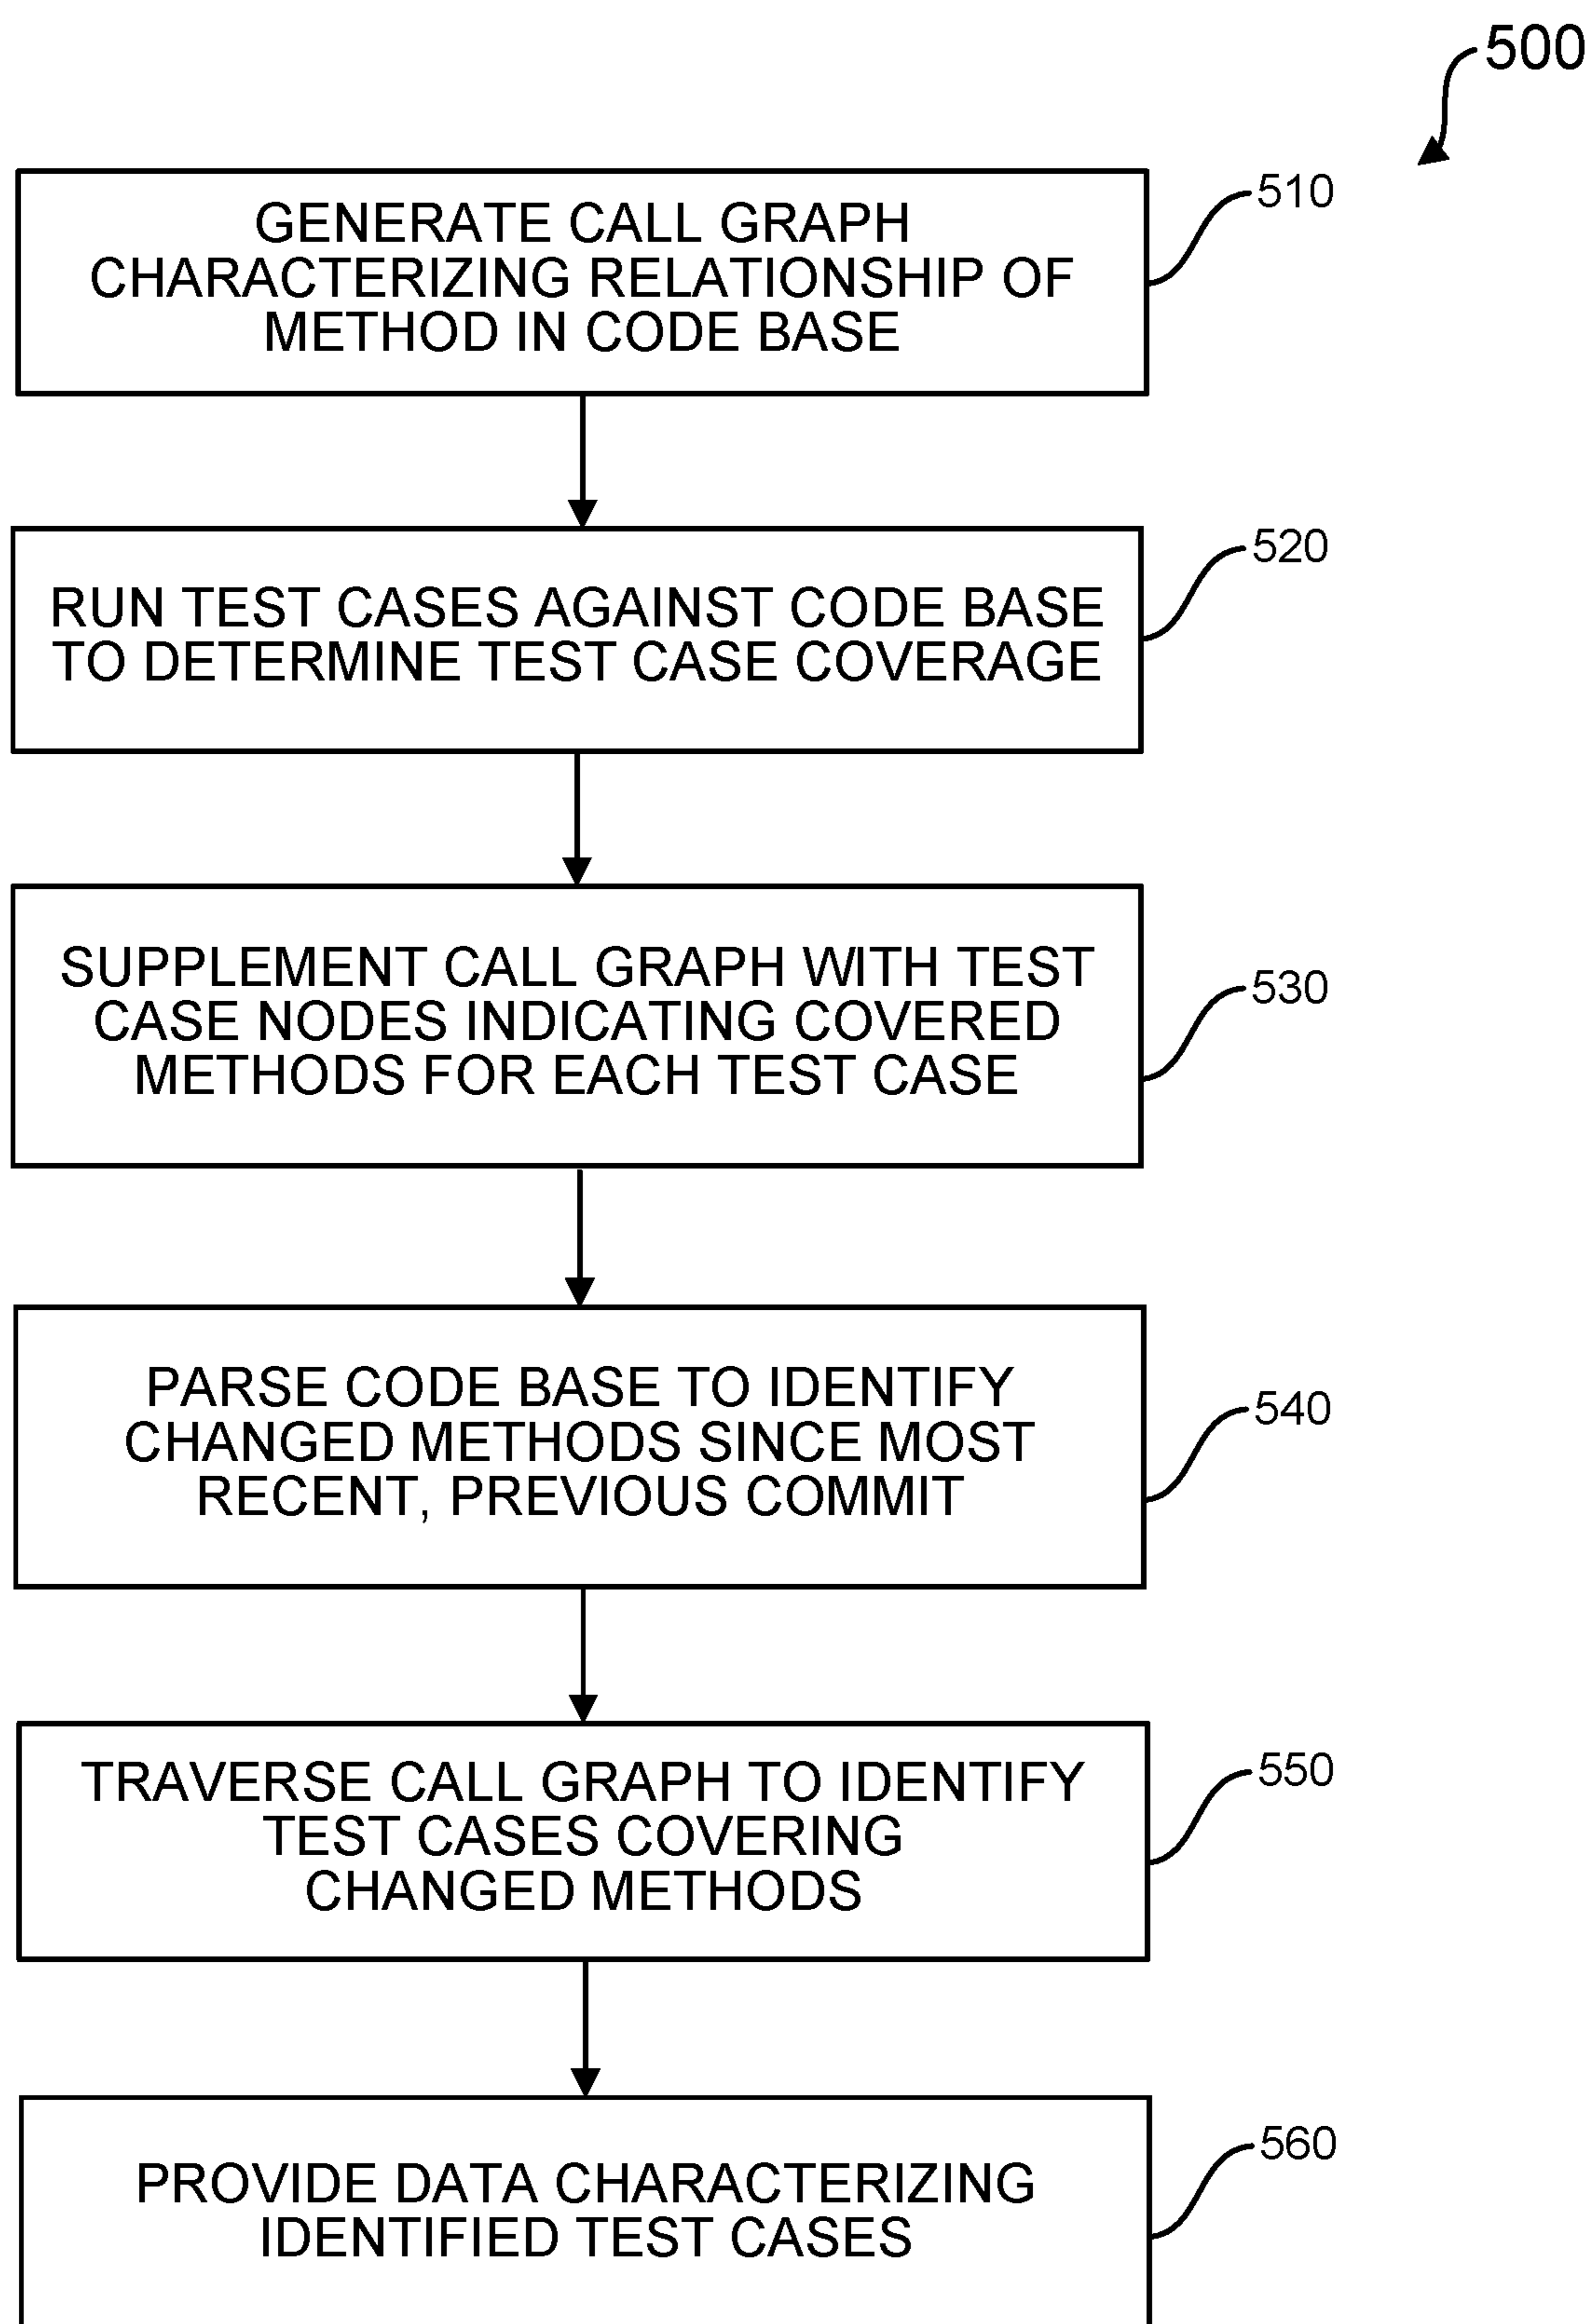 500
GENERATE CALL GRAPH
CHARACTERIZING RELATIONSHIP OF
METHOD IN CODE BASE
510
RUN TEST CASES AGAINST CODE BASE
TO DETERMINE TEST CASE COVERAGE
520
SUPPLEMENT CALL GRAPH WITH TEST
CASE NODES INDICATING COVERED
METHODS FOR EACH TEST CASE
530
PARSE CODE BASE TO IDENTIFY
CHANGED METHODS SINCE MOST
RECENT, PREVIOUS COMMIT
540
TRAVERSE CALL GRAPH TO IDENTIFY
TEST CASES COVERING
CHANGED METHODS
550
PROVIDE DATA CHARACTERIZING
IDENTIFIED TEST CASES
560